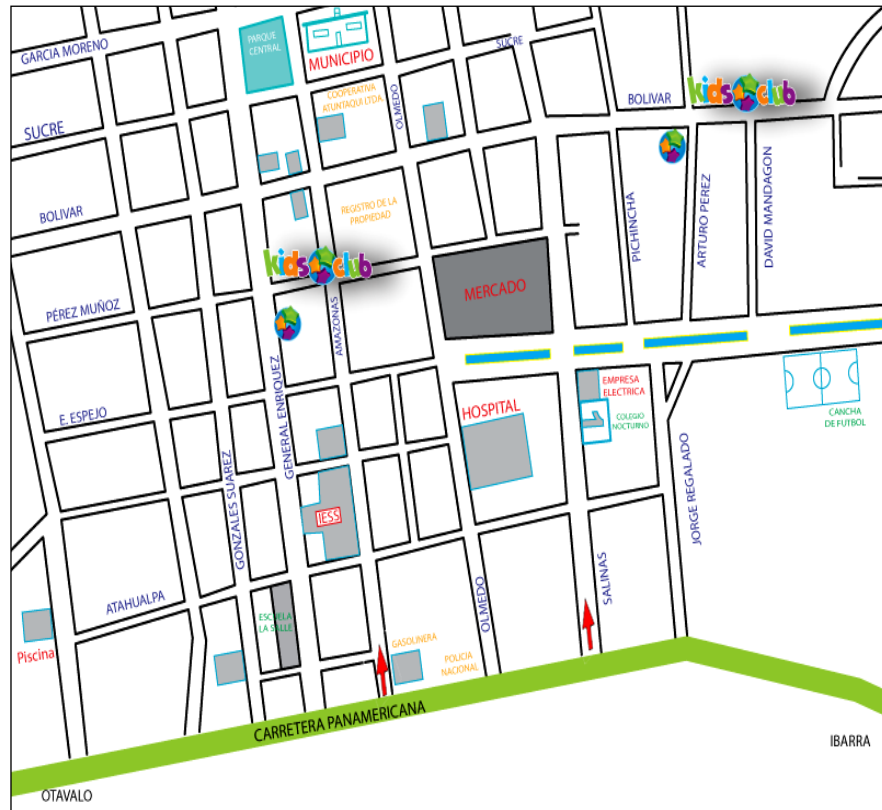 GARCIA MORENO
PARQUE
CENTRAL
MUNICIPIO
SUCRE
COOPERATIVA
ATUNTAQUI LTDA
OLMEDO
BOLIVAR
kids club
SUCRE
BOLIVAR
REGISTRO DE LA
PROPIEDAD
PICHINCHA
ARTURO PEREZ
DAVID MANDAGON
kids club
MERCADO
PÉREZ MUÑOZ
AMAZONAS
E. ESPEJO
GENERAL ENRIQUEZ
HOSPITAL
EMPRESA
ELECTRICA
1
COLEGIO
NOCTURNO
CANCHA
DE FUTBOL
GONZALES SUAREZ
IESS
JORGE REGALADO
ATAHUALPA
ESCUELA
LA SALLE
OLMEDO
SALINAS
Piscina
GASOLINERA
POLICIA
NACIONAL
CARRETERA PANAMERICANA
IBARRA
OTAVALO